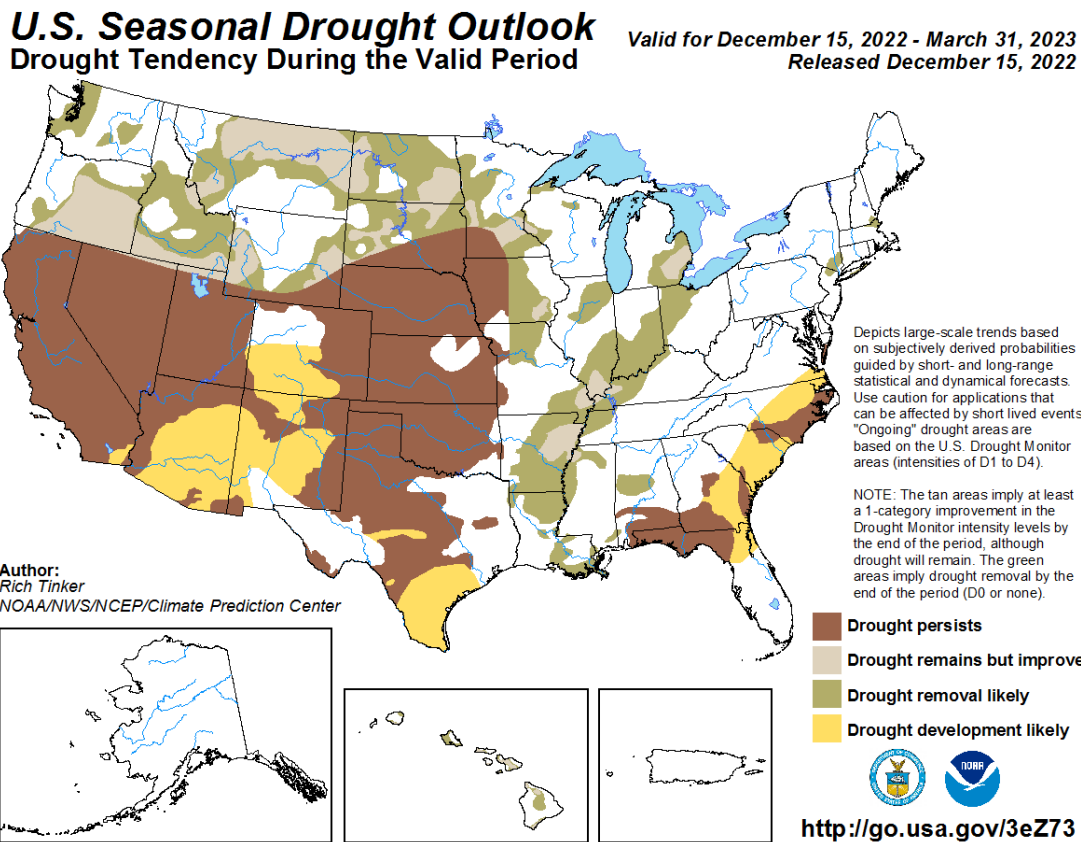 U.S. Seasonal Drought Outlook
Drought Tendency During the Valid Period
Valid for December 15, 2022 - March 31, 2023
Released December 15, 2022
Depicts large-scale trends based
on subjectively derived probabilities
guided by short- and long-range
statistical and dynamical forecasts.
Use caution for applications that
can be affected by short lived events
"Ongoing" drought areas are
based on the U.S. Drought Monitor
areas (intensities of D1 to D4).
NOTE: The tan areas imply at least
a 1-category improvement in the
Drought Monitor intensity levels by
the end of the period, although
drought will remain. The green
areas imply drought removal by the
end of the period (D0 or none).
Author:
Rich Tinker
NOAA/NWS/NCEP/Climate Prediction Center
Drought persists
Drought remains but improve
Drought removal likely
Drought development likely
NOAA
http://go.usa.gov/3eZ73